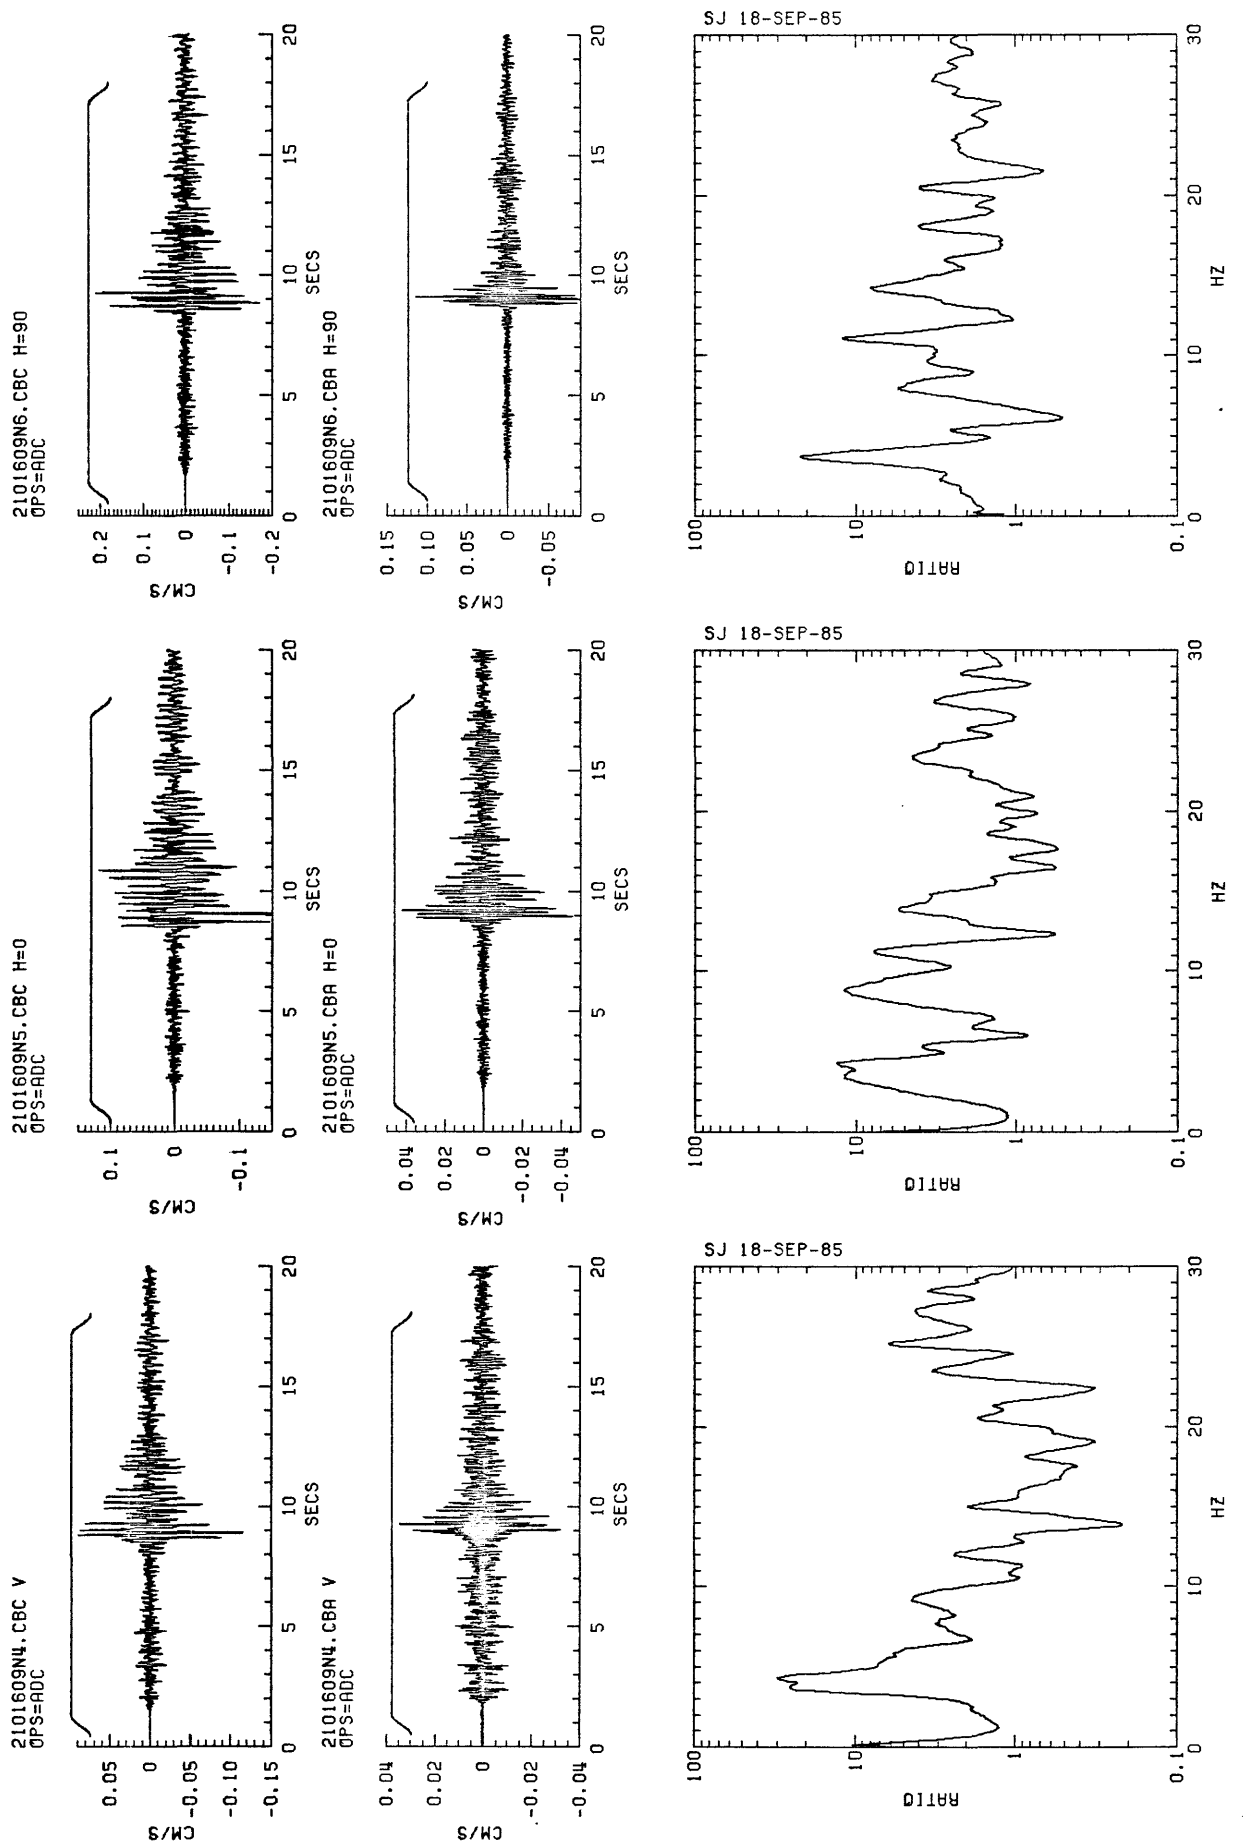 2101609N4.CBC V
OPS=ADC
CM/S
0.05
0
-0.05
-0.10
-0.15
0 5 10 15 20
SECS
2101609N5.CBC H=0
OPS=ADC
CM/S
0.1
0
-0.1
0 5 10 15 20
SECS
2101609N6.CBC H=90
OPS=ADC
CM/S
0.2
0.1
0
-0.1
-0.2
0 5 10 15 20
SECS
2101609N4.CBA V
OPS=ADC
CM/S
0.04
0.02
0
-0.02
-0.04
0 5 10 15 20
SECS
2101609N5.CBA H=0
OPS=ADC
CM/S
0.04
0.02
0
-0.02
-0.04
0 5 10 15 20
SECS
2101609N6.CBA H=90
OPS=ADC
CM/S
0.15
0.10
0.05
0
-0.05
0 5 10 15 20
SECS
RATIO
100
10
1
0.1
0 10 20 30
HZ
SJ 18-SEP-85
RATIO
100
10
1
0.1
0 10 20 30
HZ
SJ 18-SEP-85
RATIO
100
10
1
0.1
0 10 20 30
HZ
SJ 18-SEP-85